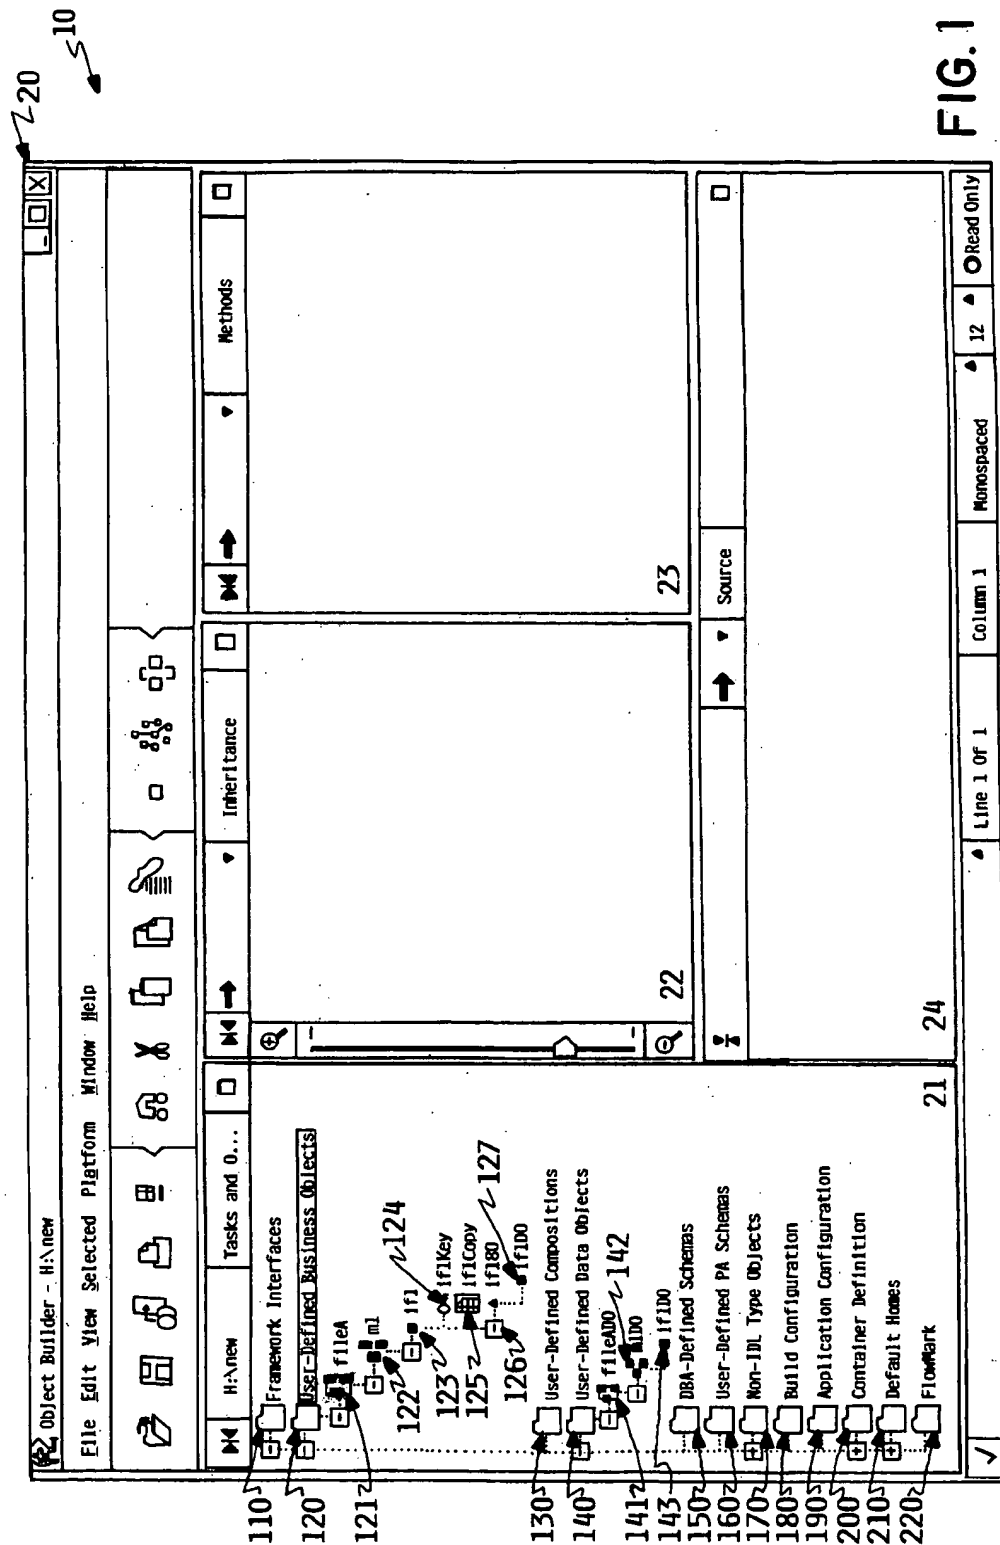 20
10
Object Builder - H:\new
File Edit View Selected Platform Window Help
H:\new
Tasks and O...
Inheritance
Methods
110
Framework Interfaces
120
User-Defined Business Objects
121
fileA
122
m1
123
if1
124
if1Key
125
if1Copy
126
if1BO
127
if1DO
130
User-Defined Compositions
140
User-Defined Data Objects
141
fileADO
142
m1DO
143
if1DO
150
DBA-Defined Schemas
160
User-Defined PA Schemas
170
Non-IDL Type Objects
180
Build Configuration
190
Application Configuration
200
Container Definition
210
Default Homes
220
FlowMark
21
22
23
Source
24
Line 1 Of 1
Column 1
Monospaced
12
Read Only
FIG. 1